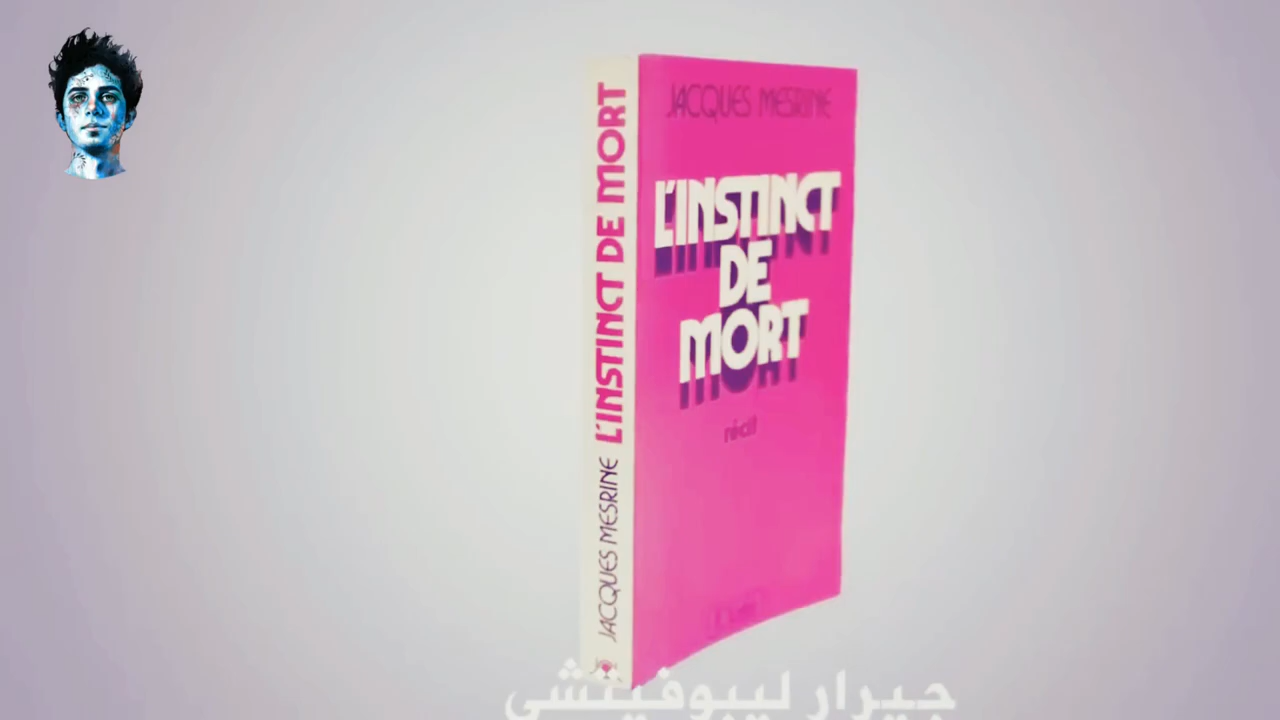 JACQUES MESRINE L'INSTINCT DE MORT
JACQUES MESRINE
L'INSTINCT
DE
MORT
récit
جيرار ليبوفيتشي